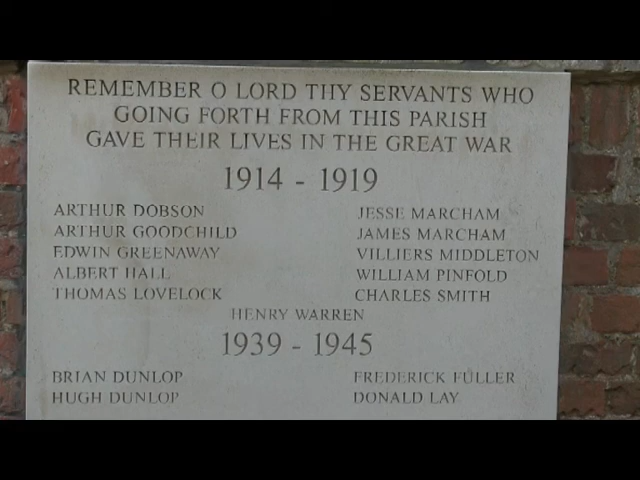 REMEMBER O LORD THY SERVANTS WHO
GOING FORTH FROM THIS PARISH
GAVE THEIR LIVES IN THE GREAT WAR
1914 - 1919
ARTHUR DOBSON
ARTHUR GOODCHILD
EDWIN GREENAWAY
ALBERT HALL
THOMAS LOVELOCK
JESSE MARCHAM
JAMES MARCHAM
VILLIERS MIDDLETON
WILLIAM PINFOLD
CHARLES SMITH
HENRY WARREN
1939 - 1945
BRIAN DUNLOP
HUGH DUNLOP
FREDERICK FULLER
DONALD LAY